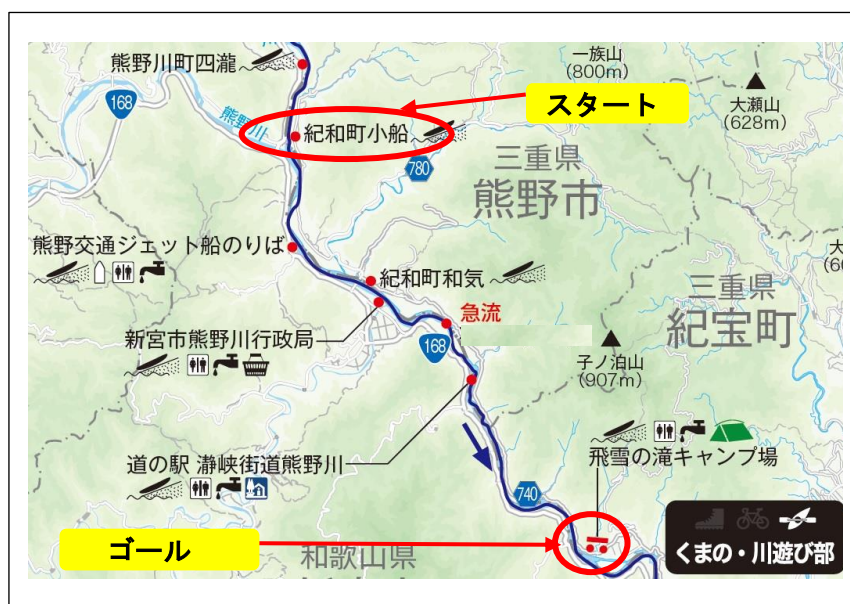 熊野川町四瀧
一族山
(800m)
大瀬山
(628m)
スタート
168
熊野川
紀和町小船
780
三重県
熊野市
熊野交通ジェット船のりば
紀和町和気
三重県
紀宝町
急流
新宮市熊野川行政局
168
子ノ泊山
(907m)
道の駅 瀞峡街道熊野川
飛雪の滝キャンプ場
740
ゴール
和歌山県
くまの・川遊び部